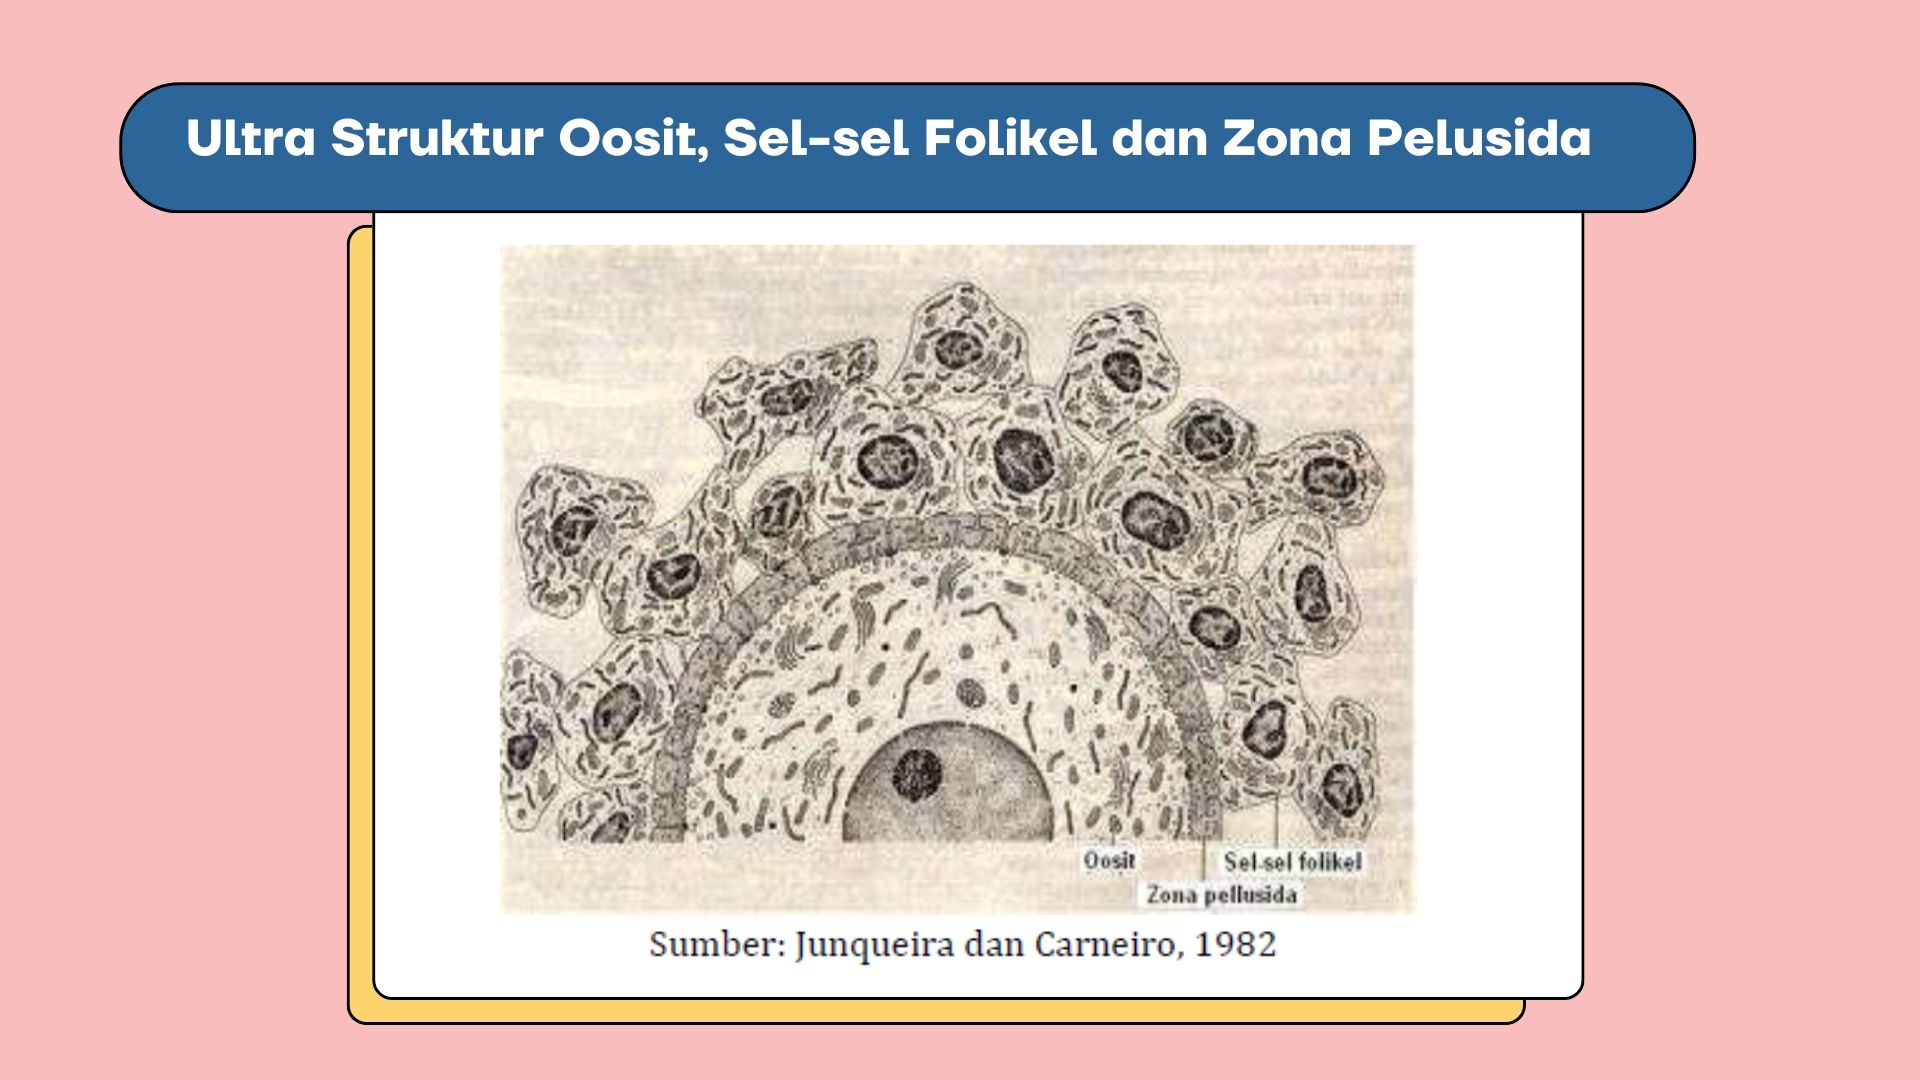 Ultra Struktur Oosit, Sel-sel Folikel dan Zona Pelusida
Oosit
Sel-sel folikel
Zona pellusida
Sumber: Junqueira dan Carneiro, 1982